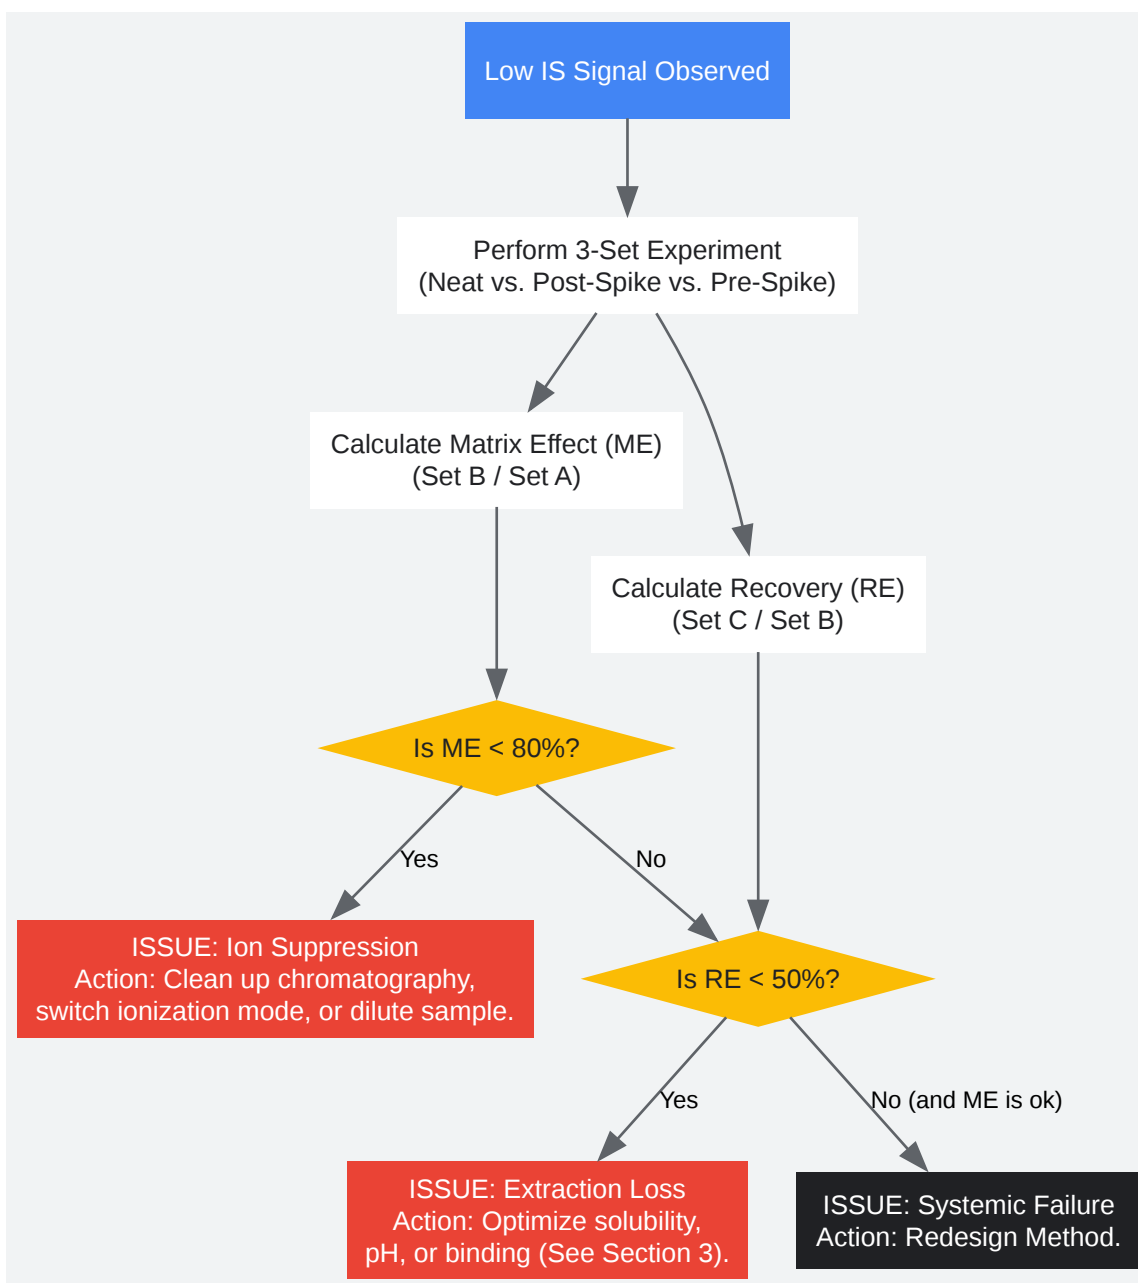 Low IS Signal Observed
Perform 3-Set Experiment
(Neat vs. Post-Spike vs. Pre-Spike)
Calculate Matrix Effect (ME)
(Set B / Set A)
Calculate Recovery (RE)
(Set C / Set B)
Is ME < 80%?
Yes
No
ISSUE: Ion Suppression
Action: Clean up chromatography,
switch ionization mode, or dilute sample.
Is RE < 50%?
Yes
No (and ME is ok)
ISSUE: Extraction Loss
Action: Optimize solubility,
pH, or binding (See Section 3).
ISSUE: Systemic Failure
Action: Redesign Method.